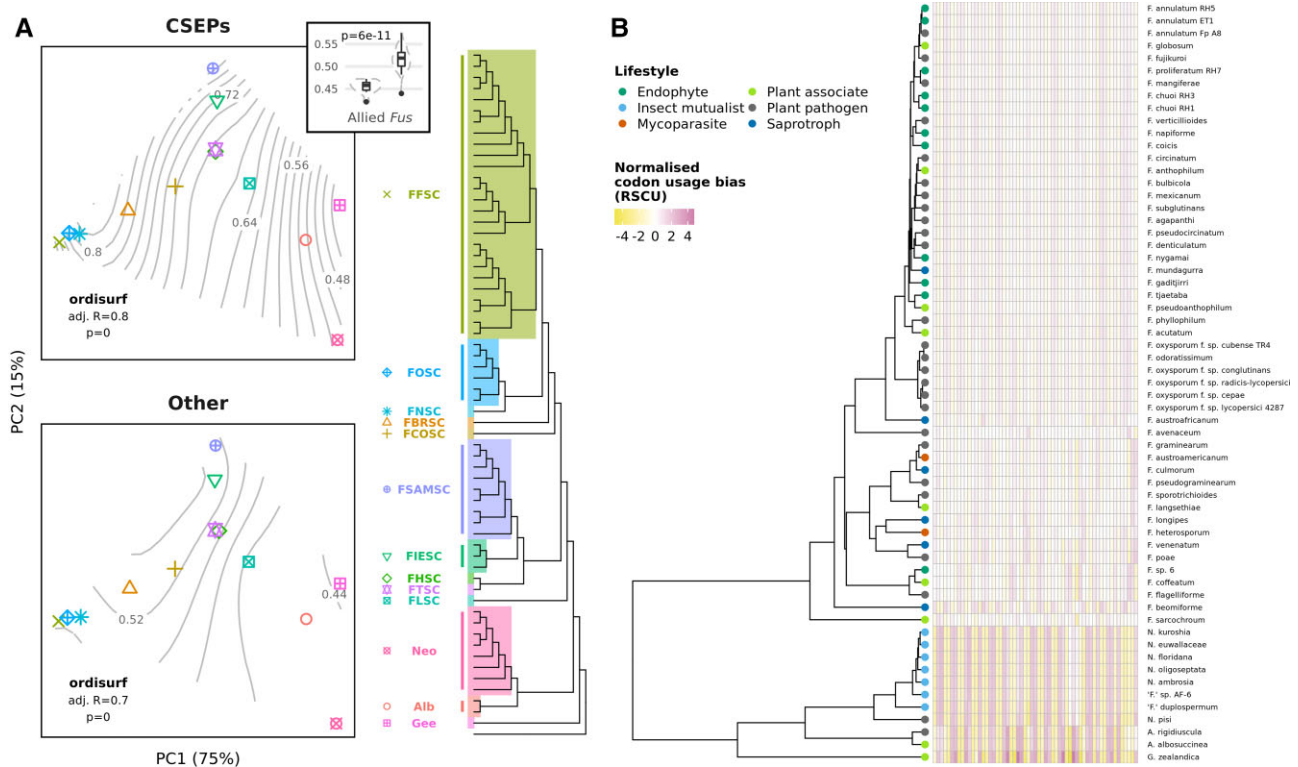 A
CSEPs
p=6e-11
0.55
0.50
0.45
Allied Fus
0.72
0.56
0.64
0.8
0.48
ordisurf
adj. R=0.8
p=0
PC2 (15%)
Other
0.52
0.44
ordisurf
adj. R=0.7
p=0
PC1 (75%)
FFSC
FOSC
FNSC
FBRSC
FCOSC
FSAMSC
FIESC
FHSC
FTSC
FLSC
Neo
Alb
Gee
B
Lifestyle
Endophyte
Plant associate
Insect mutualist
Plant pathogen
Mycoparasite
Saprotroph
Normalised
codon usage bias
(RSCU)
-4 -2 0 2 4
F. annulatum RH5
F. annulatum ET1
F. annulatum Fp A8
F. globosum
F. fujikuroi
F. proliferatum RH7
F. mangiferae
F. chuoi RH3
F. chuoi RH1
F. verticillioides
F. napiforme
F. coicis
F. circinatum
F. anthophilum
F. bulbicola
F. mexicanum
F. subglutinans
F. agapanthi
F. pseudocircinatum
F. denticulatum
F. nygamai
F. mundagurra
F. gaditjirri
F. tjaetaba
F. pseudoanthophilum
F. phyllophilum
F. acutatum
F. oxysporum f. sp. cubense TR4
F. odoratissimum
F. oxysporum f. sp. conglutinans
F. oxysporum f. sp. radicis-lycopersici
F. oxysporum f. sp. cepae
F. oxysporum f. sp. lycopersici 4287
F. austroafricanum
F. avenaceum
F. graminearum
F. austroamericanum
F. culmorum
F. pseudograminearum
F. sporotrichioides
F. langsethiae
F. longipes
F. heterosporum
F. venenatum
F. poae
F. sp. 6
F. coffeatum
F. flagelliforme
F. beomiforme
F. sarcochroum
N. kuroshia
N. euwallaceae
N. floridana
N. oligoseptata
N. ambrosia
'F.' sp. AF-6
'F.' duplospermum
N. pisi
A. rigidiuscula
A. albosuccinea
G. zealandica